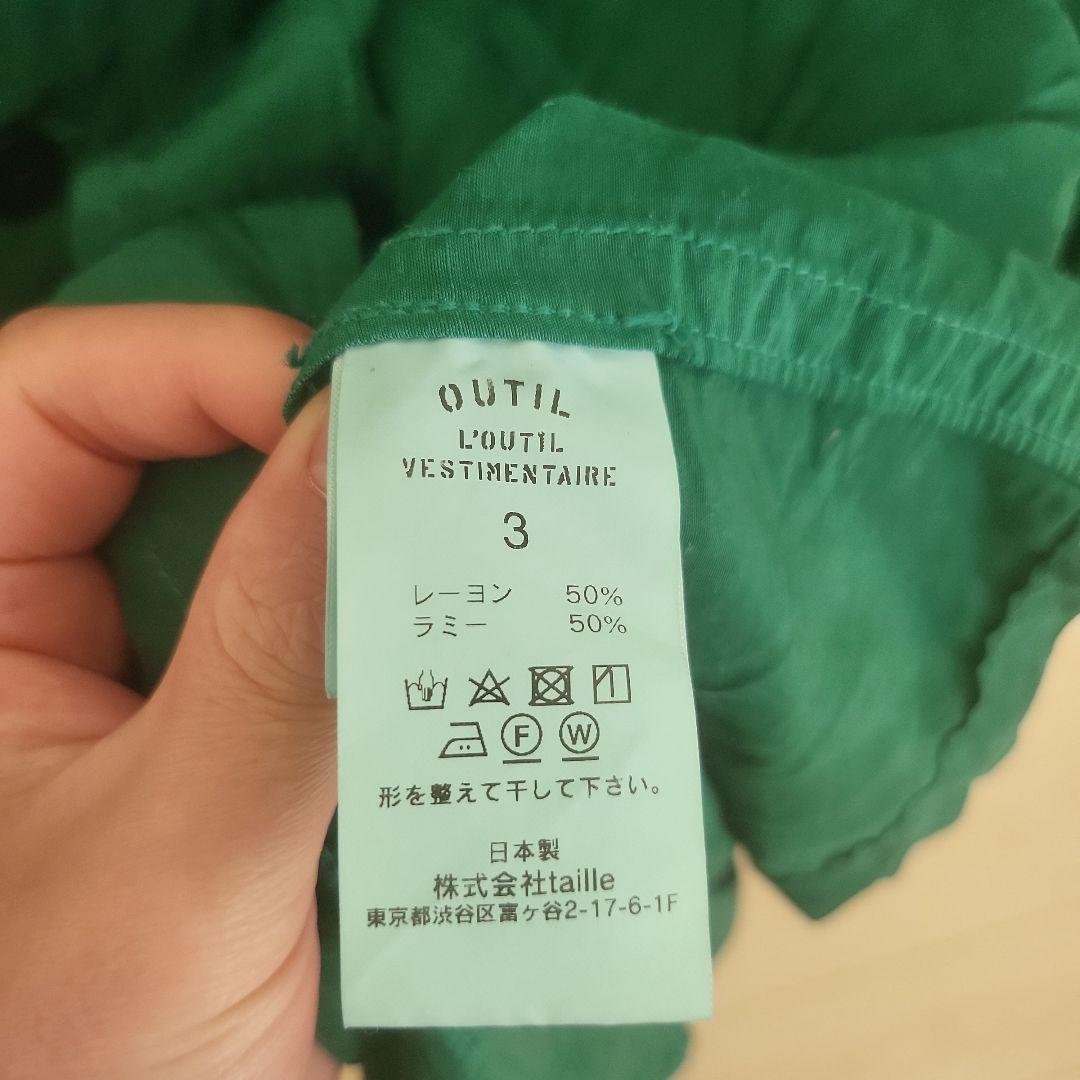 OUTIL
L'OUTIL
VESTIMENTAIRE
3
レーヨン 50%
ラミー 50%
F W
形を整えて干して下さい。
日本製
株式会社taille
東京都渋谷区富ヶ谷2-17-6-1F